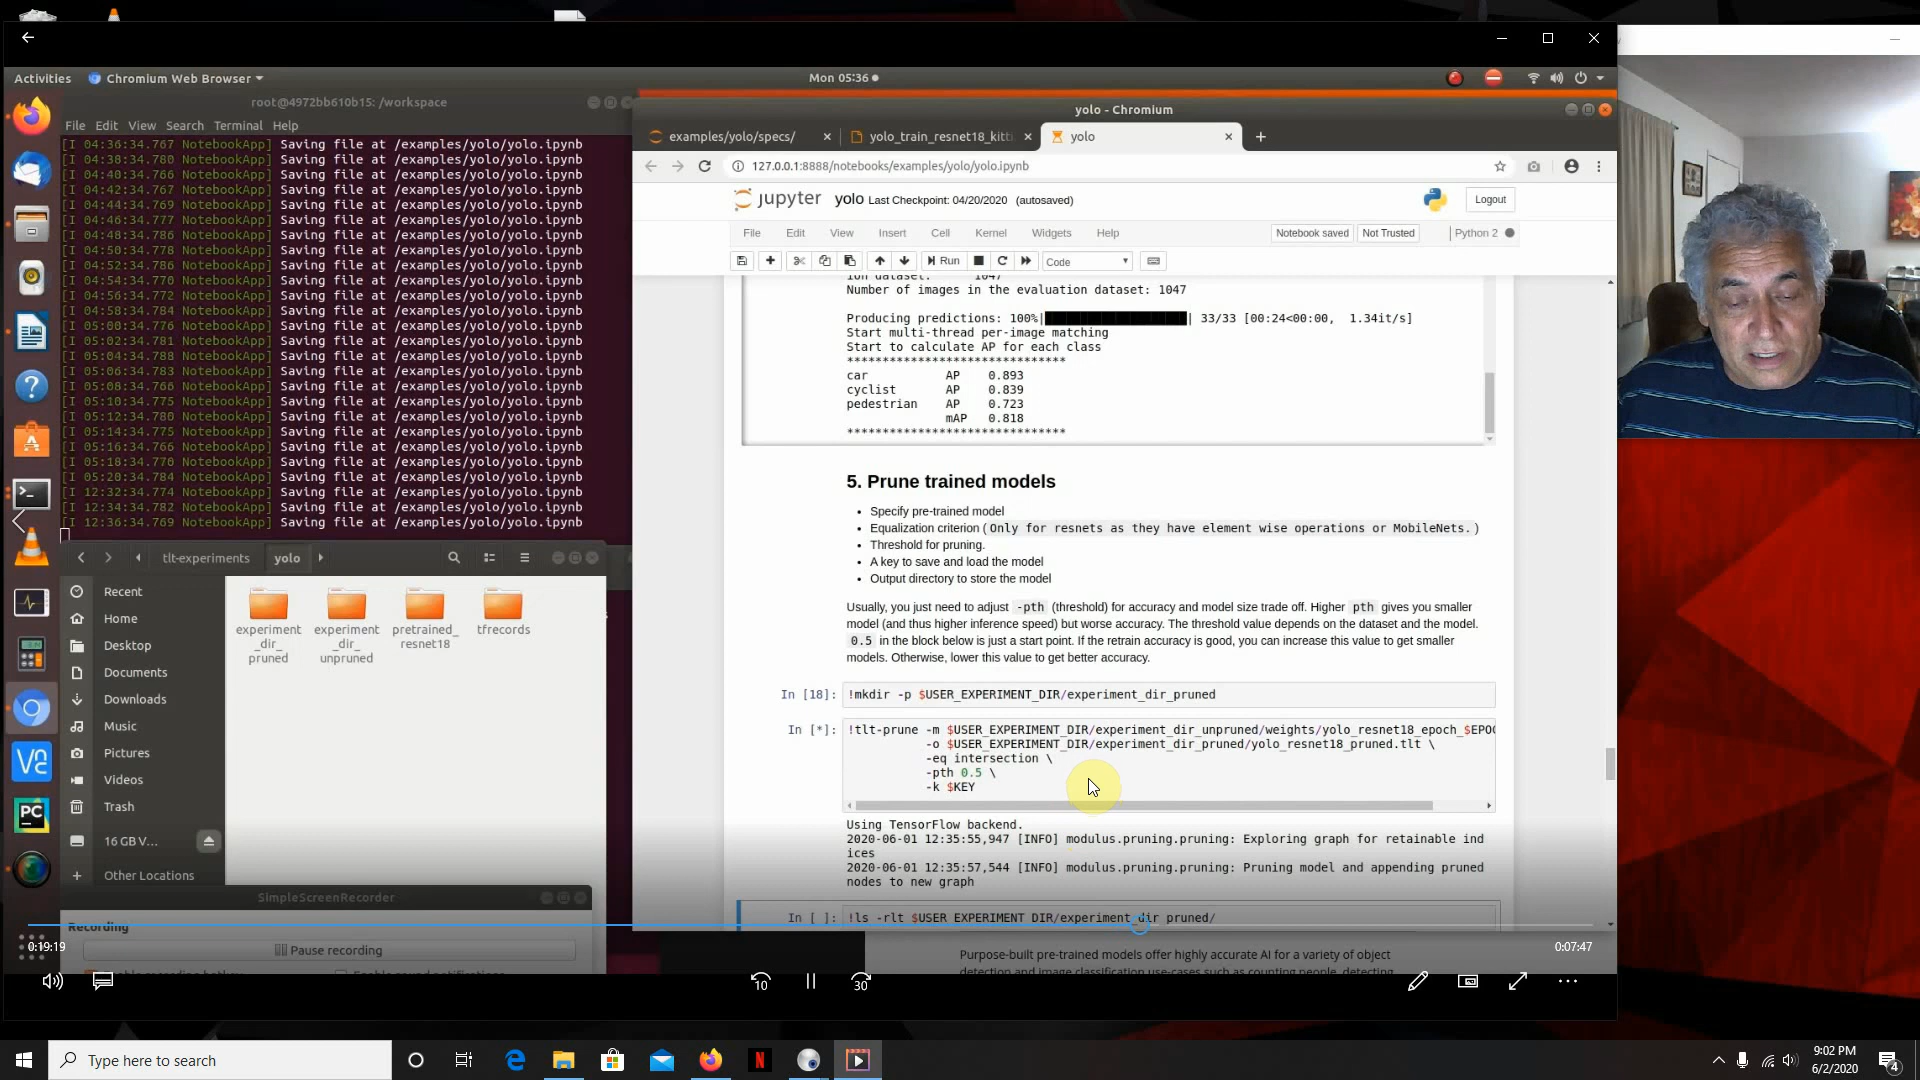 Activities
Chromium Web Browser
Mon 05:36
root@4972bb610b15: /workspace
File Edit View Search Terminal Help
[I 04:36:34.767 NotebookApp] Saving file at /examples/yolo/yolo.ipynb
[I 04:38:34.780 NotebookApp] Saving file at /examples/yolo/yolo.ipynb
[I 04:40:34.766 NotebookApp] Saving file at /examples/yolo/yolo.ipynb
[I 04:42:34.767 NotebookApp] Saving file at /examples/yolo/yolo.ipynb
[I 04:44:34.769 NotebookApp] Saving file at /examples/yolo/yolo.ipynb
[I 04:46:34.777 NotebookApp] Saving file at /examples/yolo/yolo.ipynb
[I 04:48:34.786 NotebookApp] Saving file at /examples/yolo/yolo.ipynb
[I 04:50:34.778 NotebookApp] Saving file at /examples/yolo/yolo.ipynb
[I 04:52:34.786 NotebookApp] Saving file at /examples/yolo/yolo.ipynb
[I 04:54:34.770 NotebookApp] Saving file at /examples/yolo/yolo.ipynb
[I 04:56:34.772 NotebookApp] Saving file at /examples/yolo/yolo.ipynb
[I 04:58:34.784 NotebookApp] Saving file at /examples/yolo/yolo.ipynb
[I 05:00:34.776 NotebookApp] Saving file at /examples/yolo/yolo.ipynb
[I 05:02:34.781 NotebookApp] Saving file at /examples/yolo/yolo.ipynb
[I 05:04:34.788 NotebookApp] Saving file at /examples/yolo/yolo.ipynb
[I 05:06:34.783 NotebookApp] Saving file at /examples/yolo/yolo.ipynb
[I 05:08:34.766 NotebookApp] Saving file at /examples/yolo/yolo.ipynb
[I 05:10:34.775 NotebookApp] Saving file at /examples/yolo/yolo.ipynb
[I 05:12:34.780 NotebookApp] Saving file at /examples/yolo/yolo.ipynb
[I 05:14:34.775 NotebookApp] Saving file at /examples/yolo/yolo.ipynb
[I 05:16:34.766 NotebookApp] Saving file at /examples/yolo/yolo.ipynb
[I 05:18:34.770 NotebookApp] Saving file at /examples/yolo/yolo.ipynb
[I 05:20:34.784 NotebookApp] Saving file at /examples/yolo/yolo.ipynb
[I 12:32:34.774 NotebookApp] Saving file at /examples/yolo/yolo.ipynb
[I 12:34:34.782 NotebookApp] Saving file at /examples/yolo/yolo.ipynb
[I 12:36:34.769 NotebookApp] Saving file at /examples/yolo/yolo.ipynb
tlt-experiments
yolo
Recent
Home
Desktop
Documents
Downloads
Music
Pictures
Videos
Trash
16 GB V...
Other Locations
experiment
_dir_
pruned
experiment
_dir_
unpruned
pretrained_
resnet18
tfrecords
SimpleScreenRecorder
Recording
Pause recording
yolo - Chromium
examples/yolo/specs/
yolo_train_resnet18_kitti
yolo
127.0.0.1:8888/notebooks/examples/yolo/yolo.ipynb
jupyter yolo Last Checkpoint: 04/20/2020 (autosaved)
Logout
File Edit View Insert Cell Kernel Widgets Help
Notebook saved
Not Trusted
Python 2
Run
Code
ion dataset: 1047
Number of images in the evaluation dataset: 1047
Producing predictions: 100%| | 33/33 [00:24<00:00, 1.34it/s]
Start multi-thread per-image matching
Start to calculate AP for each class
*******************************
car AP 0.893
cyclist AP 0.839
pedestrian AP 0.723
mAP 0.818
*******************************
5. Prune trained models
• Specify pre-trained model
• Equalization criterion ( Only for resnets as they have element wise operations or MobileNets. )
• Threshold for pruning.
• A key to save and load the model
• Output directory to store the model
Usually, you just need to adjust -pth (threshold) for accuracy and model size trade off. Higher pth gives you smaller
model (and thus higher inference speed) but worse accuracy. The threshold value depends on the dataset and the model.
0.5 in the block below is just a start point. If the retrain accuracy is good, you can increase this value to get smaller
models. Otherwise, lower this value to get better accuracy.
In [18]: !mkdir -p $USER_EXPERIMENT_DIR/experiment_dir_pruned
In [*]: !tlt-prune -m $USER_EXPERIMENT_DIR/experiment_dir_unpruned/weights/yolo_resnet18_epoch_$EPOC
-o $USER_EXPERIMENT_DIR/experiment_dir_pruned/yolo_resnet18_pruned.tlt \
-eq intersection \
-pth 0.5 \
-k $KEY
Using TensorFlow backend.
2020-06-01 12:35:55,947 [INFO] modulus.pruning.pruning: Exploring graph for retainable ind
ices
2020-06-01 12:35:57,544 [INFO] modulus.pruning.pruning: Pruning model and appending pruned
nodes to new graph
In [ ]: !ls -rlt $USER_EXPERIMENT_DIR/experiment_dir_pruned/
Purpose-built pre-trained models offer highly accurate AI for a variety of object
detection and image classification use-cases such as counting people, detecting
0:19:19
0:07:47
10
30
Type here to search
9:02 PM
6/2/2020
4